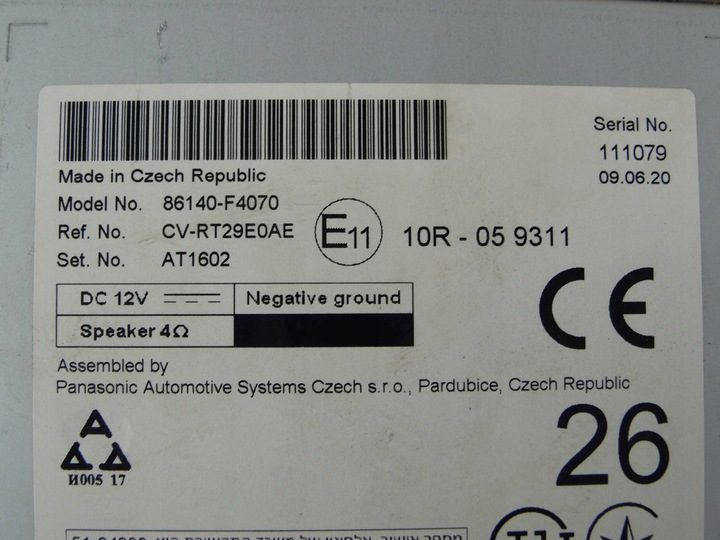 Serial No.
111079
09.06.20
Made in Czech Republic
Model No. 86140-F4070
Ref. No. CV-RT29E0AE
Set. No. AT1602
E11 10R - 05 9311
DC 12V Negative ground
Speaker 4Ω
CE
Assembled by
Panasonic Automotive Systems Czech s.r.o., Pardubice, Czech Republic
И005 17
26